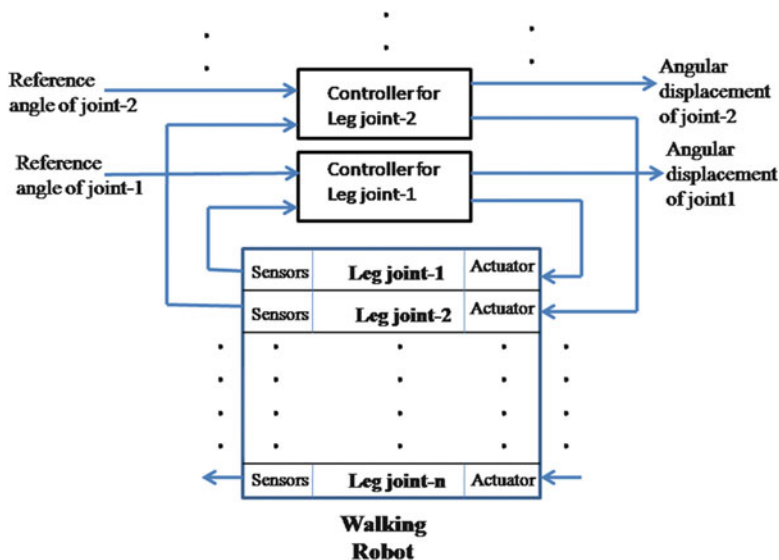 Reference
angle of joint-2
Controller for
Leg joint-2
Angular
displacement
of joint-2
Reference
angle of joint-1
Controller for
Leg joint-1
Angular
displacement
of joint1
Sensors
Leg joint-1
Actuator
Sensors
Leg joint-2
Actuator
Sensors
Leg joint-n
Actuator
Walking
Robot